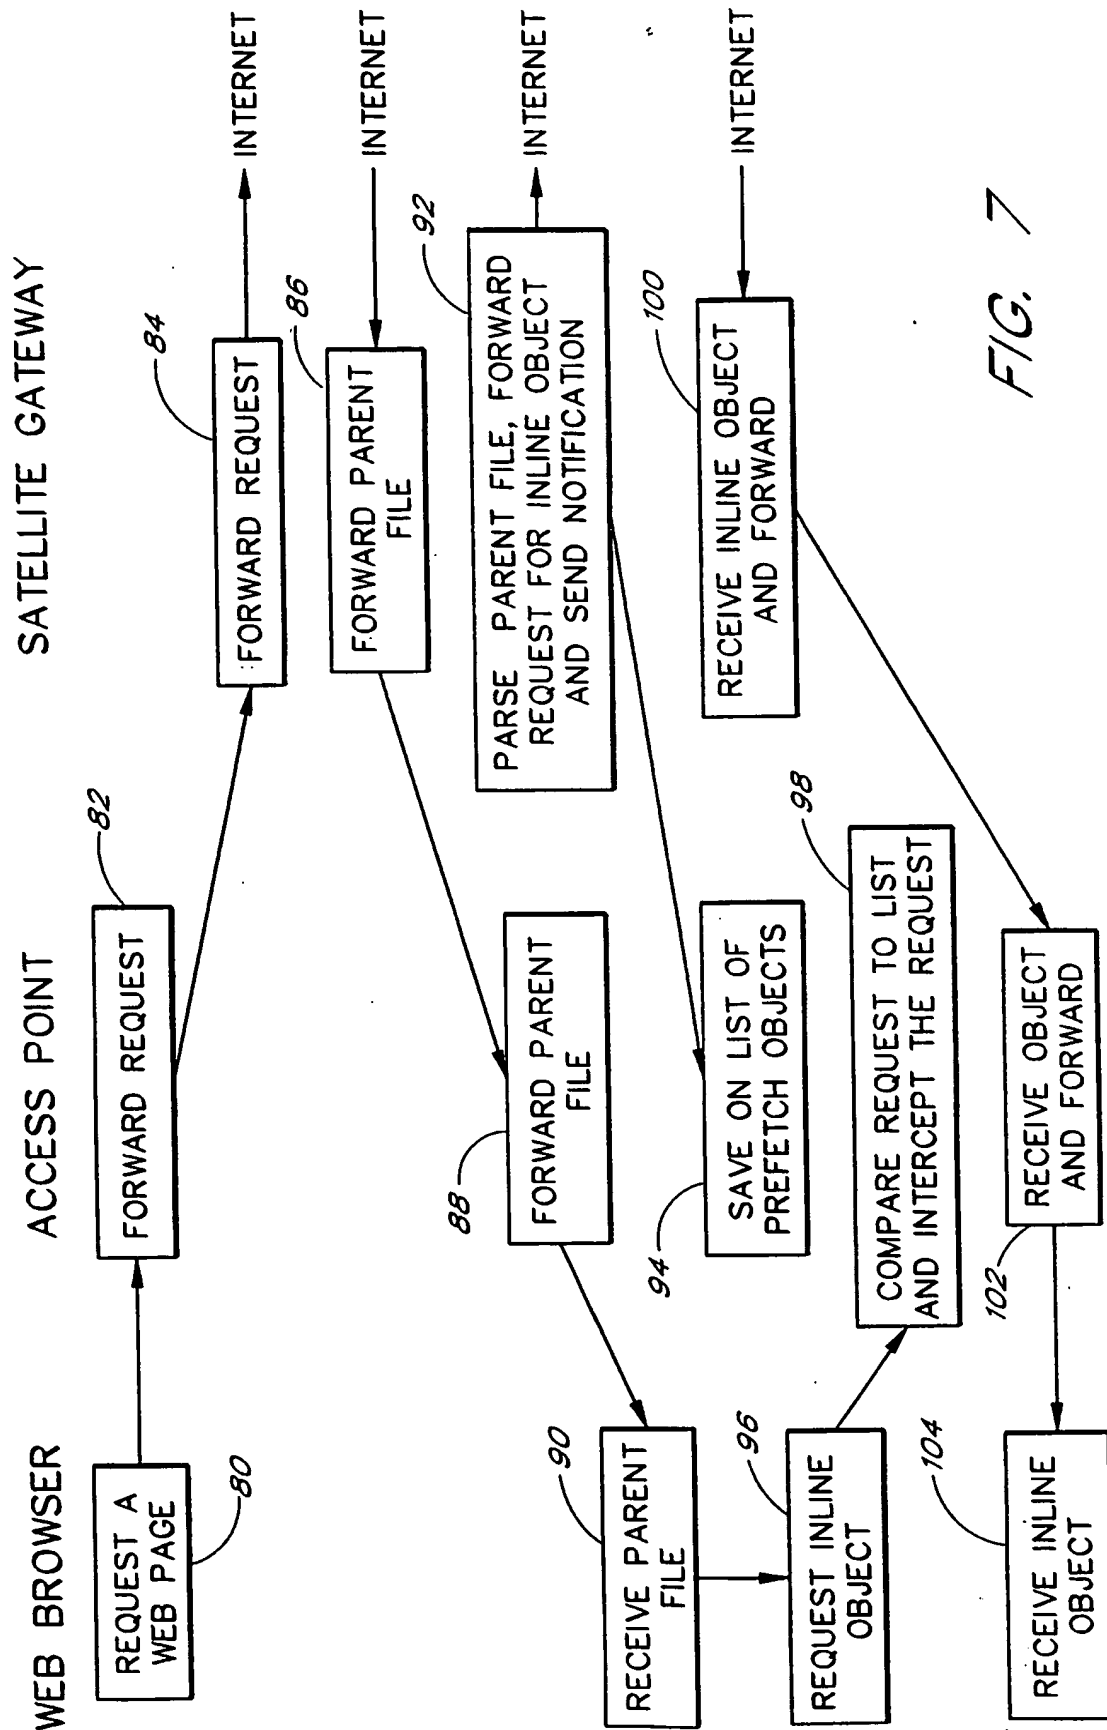 WEB BROWSER
ACCESS POINT
SATELLITE GATEWAY
REQUEST A
WEB PAGE
80
FORWARD REQUEST
82
FORWARD REQUEST
84
INTERNET
FORWARD PARENT
FILE
86
INTERNET
FORWARD PARENT
FILE
88
RECEIVE PARENT
FILE
90
PARSE PARENT FILE, FORWARD
REQUEST FOR INLINE OBJECT
AND SEND NOTIFICATION
92
INTERNET
SAVE ON LIST OF
PREFETCH OBJECTS
94
REQUEST INLINE
OBJECT
96
COMPARE REQUEST TO LIST
AND INTERCEPT THE REQUEST
98
RECEIVE INLINE OBJECT
AND FORWARD
100
INTERNET
RECEIVE OBJECT
AND FORWARD
102
RECEIVE INLINE
OBJECT
104
FIG. 7